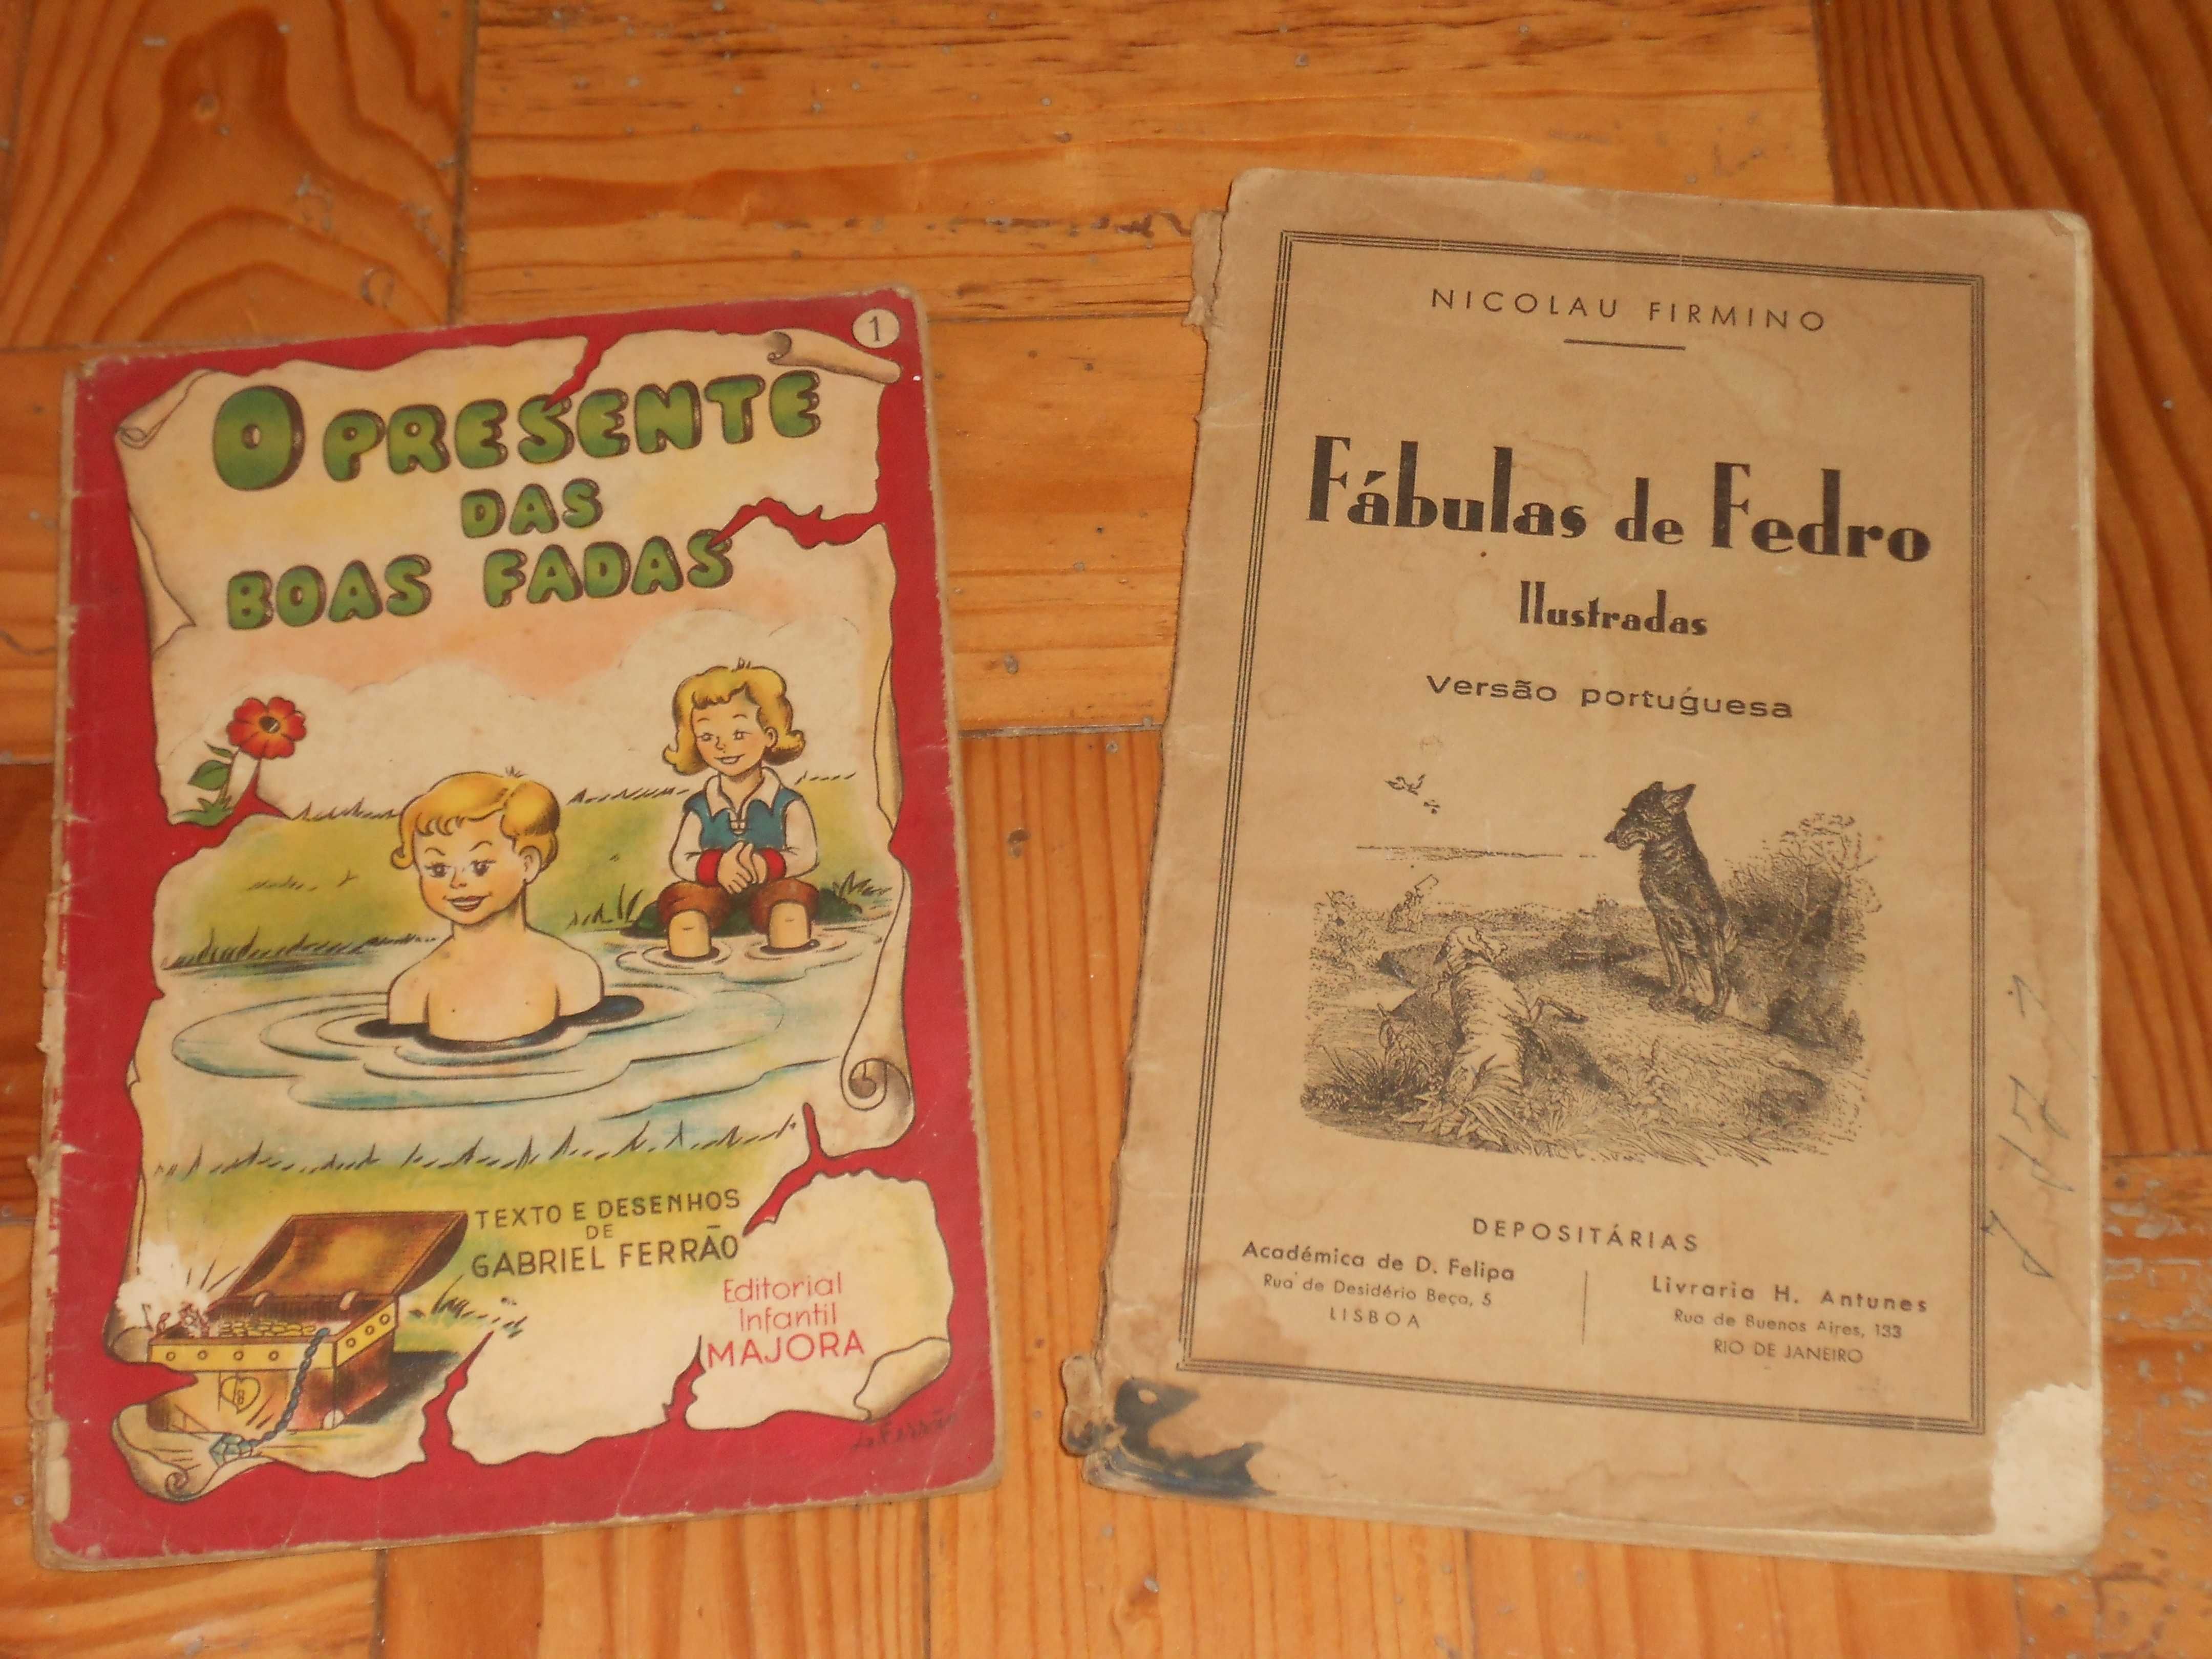 1
O PRESENTE
DAS
BOAS FADAS
TEXTO E DESENHOS
DE
GABRIEL FERRÃO
Editorial
Infantil
MAJORA
NICOLAU FIRMINO
Fábulas de Fedro
Ilustradas
Versão portuguesa
DEPOSITÁRIAS
Académica de D. Felipa
Rua de Desidério Beça, 5
LISBOA
Livraria H. Antunes
Rua de Buenos Aires, 133
RIO DE JANEIRO